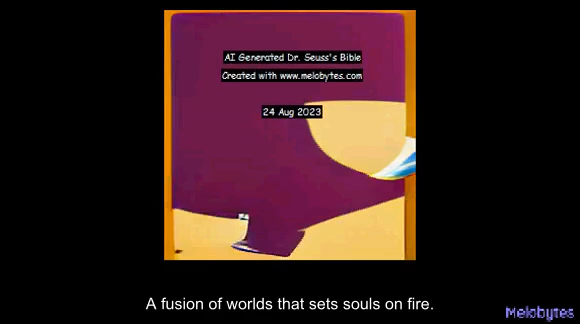 AI Generated Dr. Seuss's Bible
Created with www.melobytes.com
24 Aug 2023
A fusion of worlds that sets souls on fire.
Melobytes